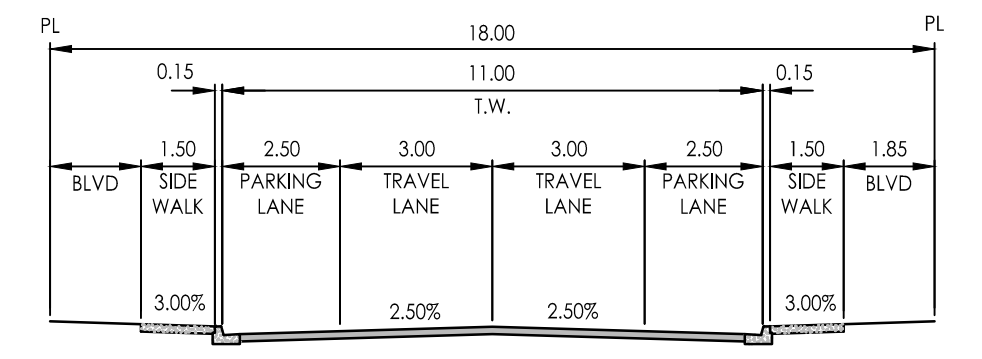 PL
PL
18.00
0.15
11.00
0.15
T.W.
1.50
2.50
3.00
3.00
2.50
1.50
1.85
BLVD
SIDE
WALK
PARKING
LANE
TRAVEL
LANE
TRAVEL
LANE
PARKING
LANE
SIDE
WALK
BLVD
3.00%
2.50%
2.50%
3.00%